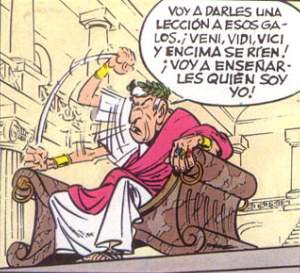 VOY A DARLES UNA
LECCIÓN A ESOS GA-
LOS.¡ VENI, VIDI, VICI
Y ENCIMA SE RÍEN!
¡ VOY A ENSEÑAR-
LES QUIÉN SOY
YO!